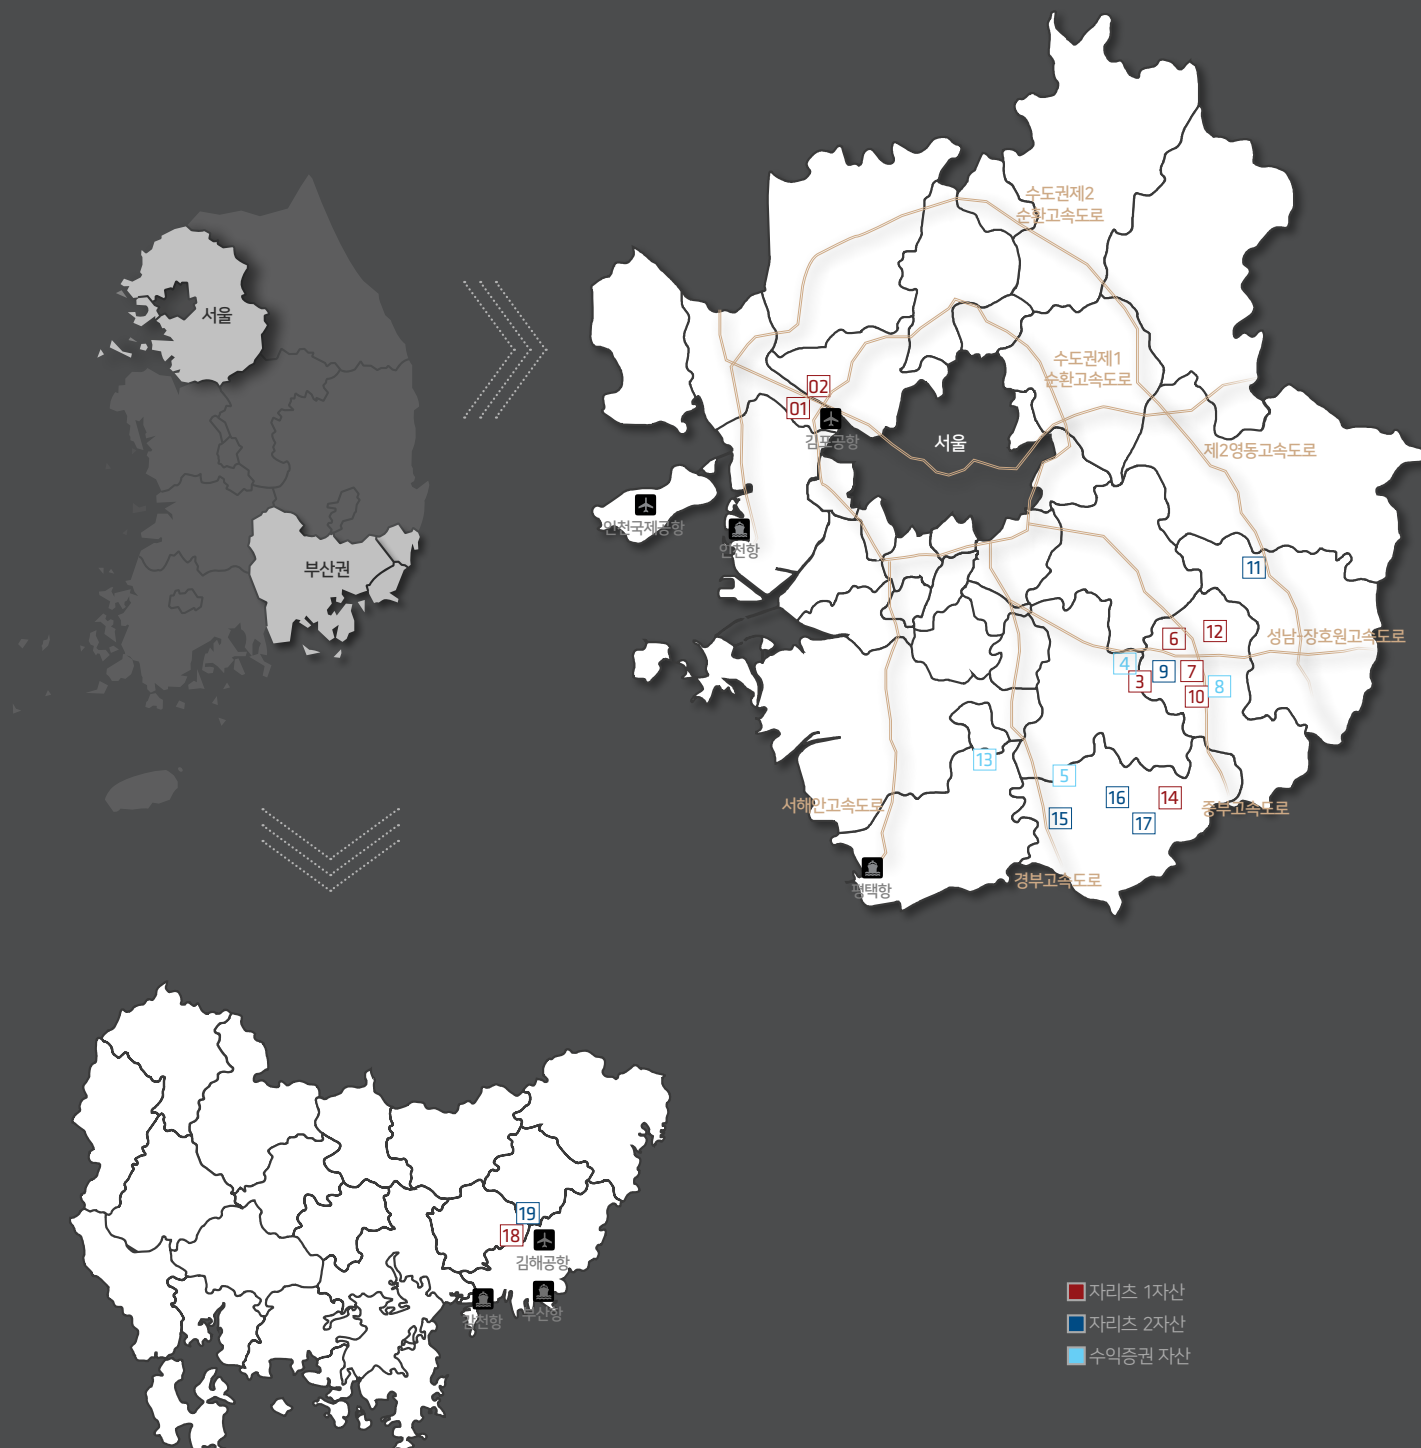 서울
부산권
수도권제2
순환고속도로
수도권제1
순환고속도로
02
01
김포공항
서울
제2영동고속도로
인천국제공항
인천항
11
12
6
성남-장호원고속도로
4
9
7
3
8
10
13
5
16
14
서해안고속도로
중부고속도로
15
17
평택항
경부고속도로
19
18
김해공항
감천항
부산항
자리츠 1자산
자리츠 2자산
수익증권 자산